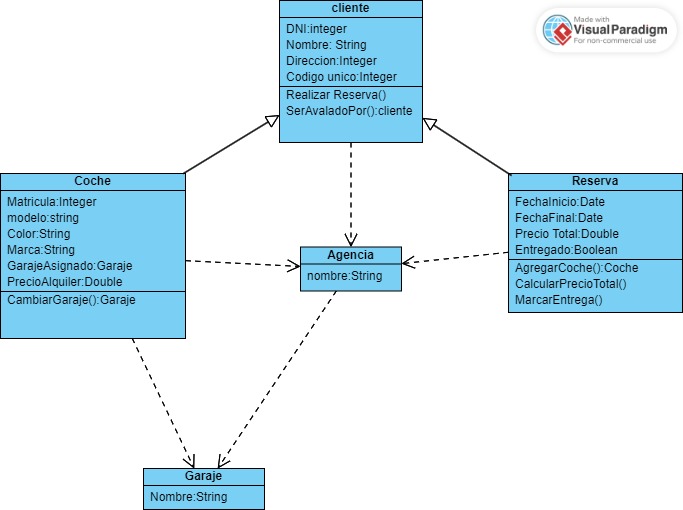 cliente
DNI:integer
Nombre: String
Direccion:Integer
Codigo unico:Integer
Realizar Reserva()
SerAvaladoPor():cliente
Made with
VisualParadigm
For non-commercial use
Coche
Matricula:Integer
modelo:string
Color:String
Marca:String
GarajeAsignado:Garaje
PrecioAlquiler:Double
CambiarGaraje():Garaje
Agencia
nombre:String
Reserva
FechaInicio:Date
FechaFinal:Date
Precio Total:Double
Entregado:Boolean
AgregarCoche():Coche
CalcularPrecioTotal()
MarcarEntrega()
Garaje
Nombre:String